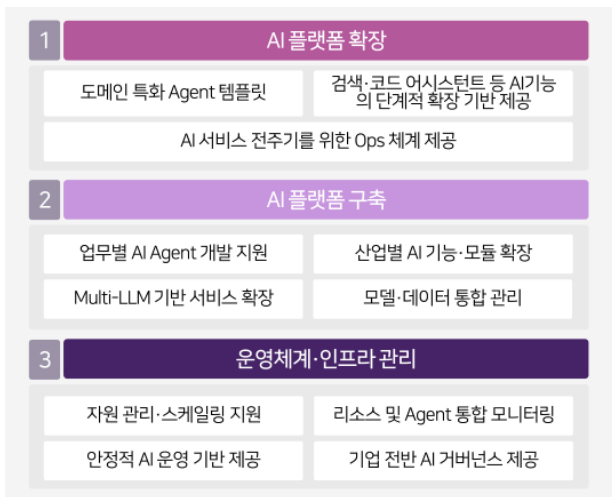 1
AI 플랫폼 확장
도메인 특화 Agent 템플릿
검색·코드 어시스턴트 등 AI기능
의 단계적 확장 기반 제공
AI 서비스 전주기를 위한 Ops 체계 제공
2
AI 플랫폼 구축
업무별 AI Agent 개발 지원
산업별 AI 기능·모듈 확장
Multi-LLM 기반 서비스 확장
모델·데이터 통합 관리
3
운영체계·인프라 관리
자원 관리·스케일링 지원
리소스 및 Agent 통합 모니터링
안정적 AI 운영 기반 제공
기업 전반 AI 거버넌스 제공